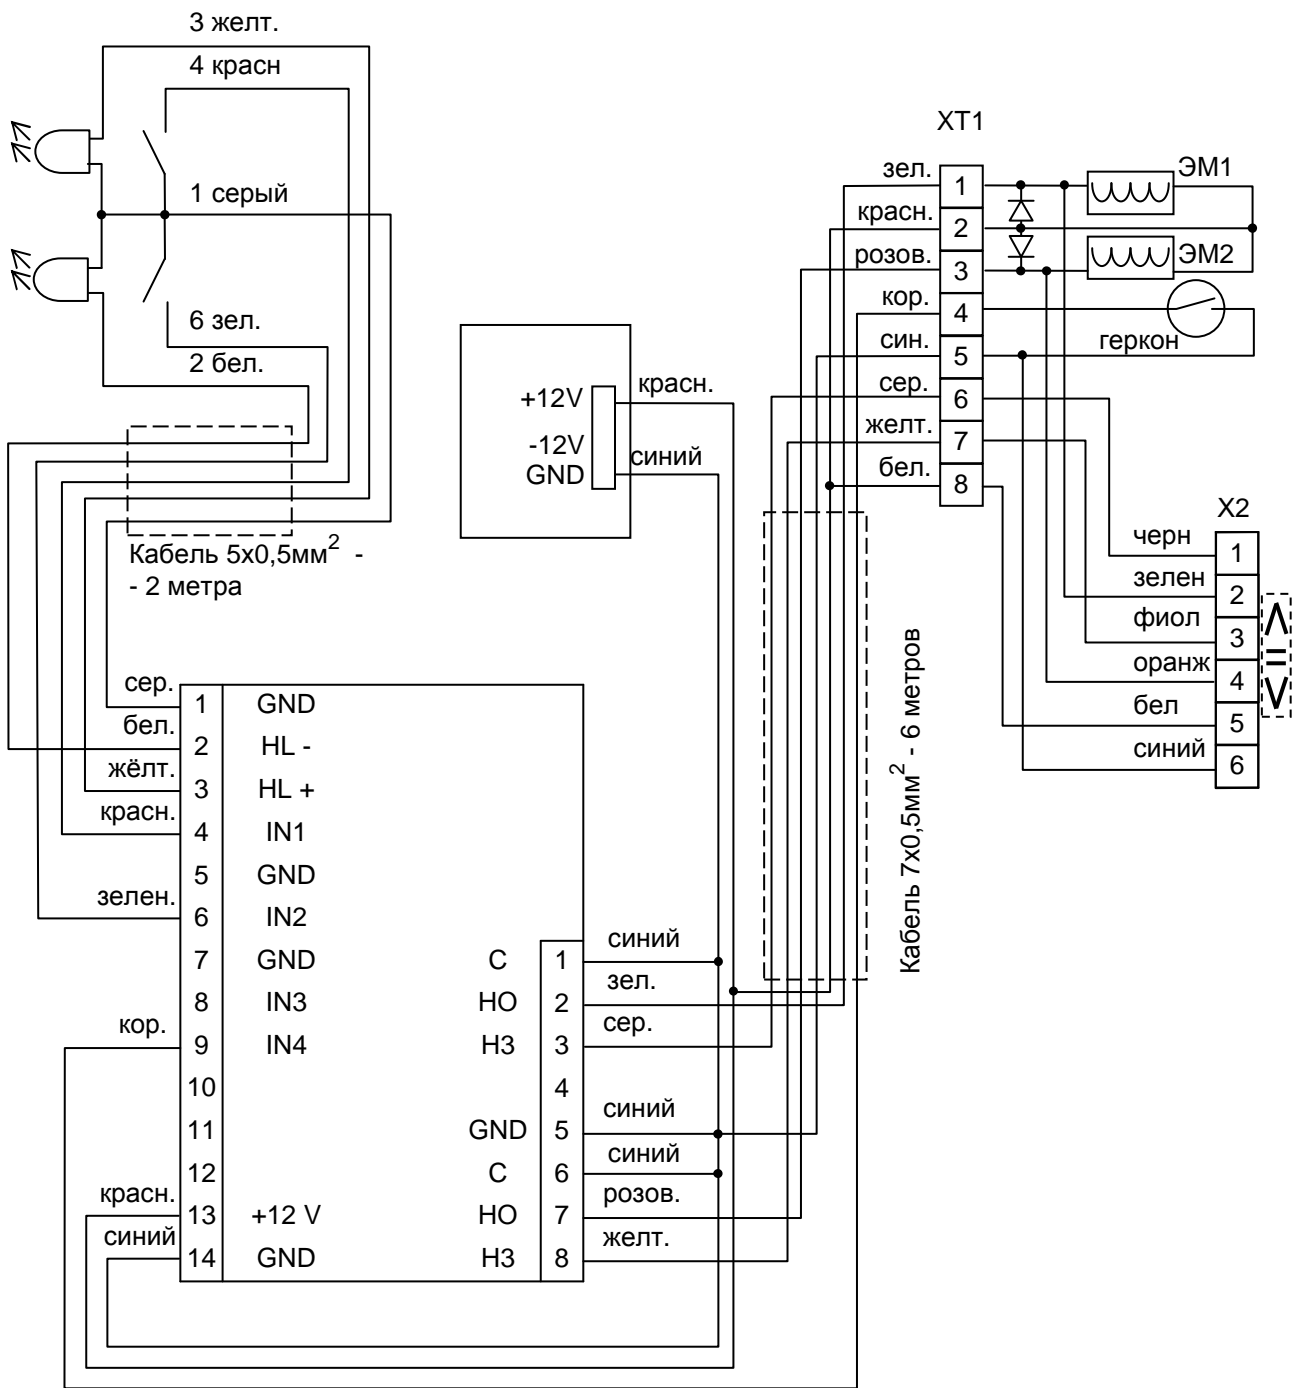 3 желт.
4 красн
1 серый
6 зел.
2 бел.
Кабель 5х0,5мм² -
- 2 метра
+12V
-12V
GND
красн.
синий
XT1
зел.
красн.
розов.
кор.
син.
сер.
желт.
бел.
1
2
3
4
5
6
7
8
ЭМ1
ЭМ2
геркон
X2
черн
зелен
фиол
оранж
бел
синий
1
2
3
4
5
6
< = >
Кабель 7х0,5мм² - 6 метров
сер.
бел.
жёлт.
красн.
зелен.
кор.
красн.
синий
1 GND
2 HL -
3 HL +
4 IN1
5 GND
6 IN2
7 GND
8 IN3
9 IN4
10
11
12
13 +12 V
14 GND
С 1
НО 2
НЗ 3
4
GND 5
С 6
НО 7
НЗ 8
синий
зел.
сер.
синий
синий
розов.
желт.